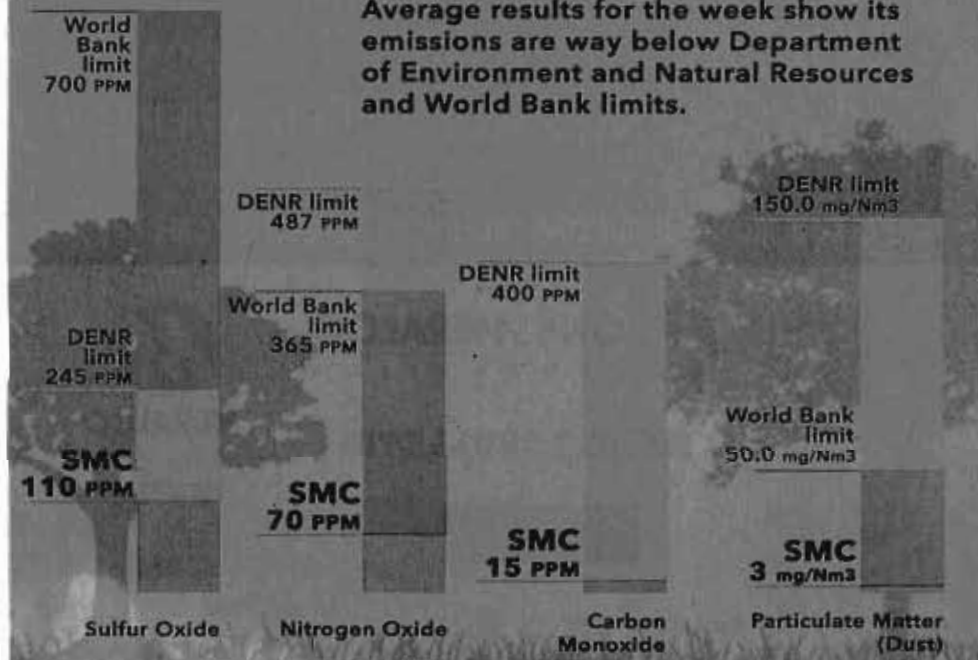 Average results for the week show its
emissions are way below Department
of Environment and Natural Resources
and World Bank limits.
World
Bank
limit
700 PPM
DENR
limit
245 PPM
SMC
110 PPM
Sulfur Oxide
DENR limit
487 PPM
World Bank
limit
365 PPM
SMC
70 PPM
Nitrogen Oxide
DENR limit
400 PPM
SMC
15 PPM
Carbon
Monoxide
DENR limit
150.0 mg/Nm3
World Bank
limit
50.0 mg/Nm3
SMC
3 mg/Nm3
Particulate Matter
(Dust)